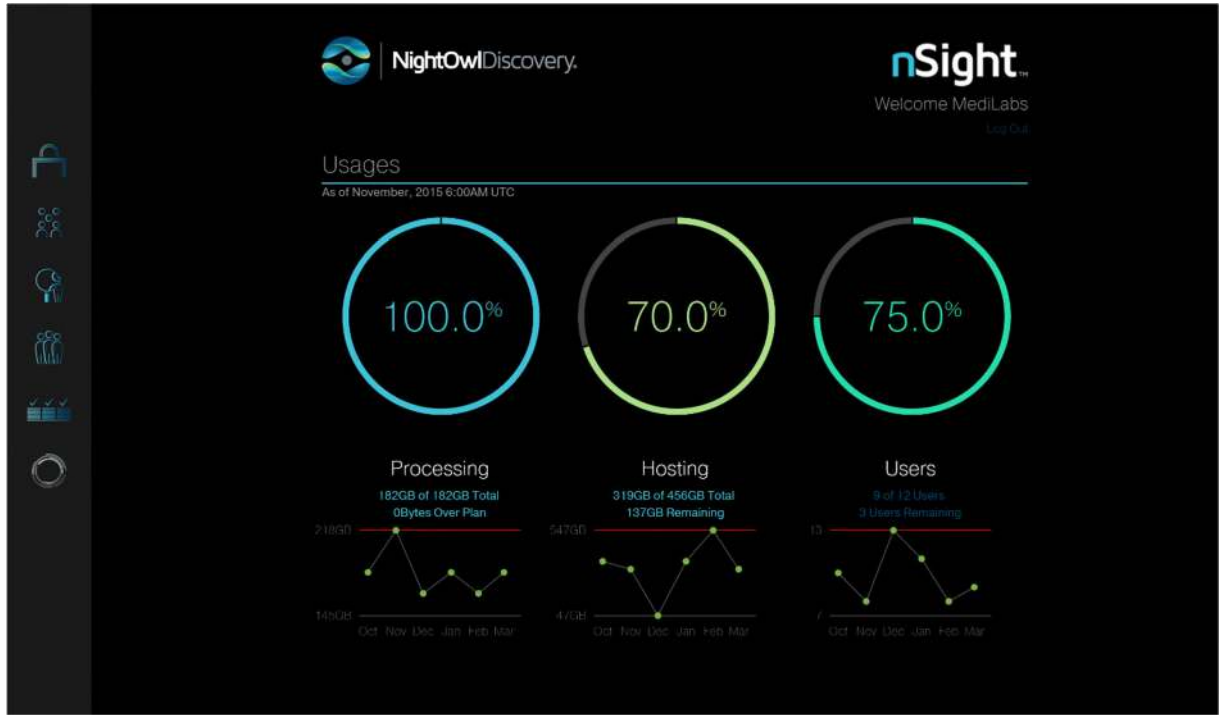 NightOwlDiscovery.
nSight™
Welcome MediLabs
Log Out
Usages
As of November, 2015 6:00AM UTC
100.0%
70.0%
75.0%
Processing
182GB of 182GB Total
0Bytes Over Plan
218GB
145GB
Oct Nov Dec Jan Feb Mar
Hosting
319GB of 456GB Total
137GB Remaining
547GB
47GB
Oct Nov Dec Jan Feb Mar
Users
9 of 12 Users
3 Users Remaining
13
7
Oct Nov Dec Jan Feb Mar